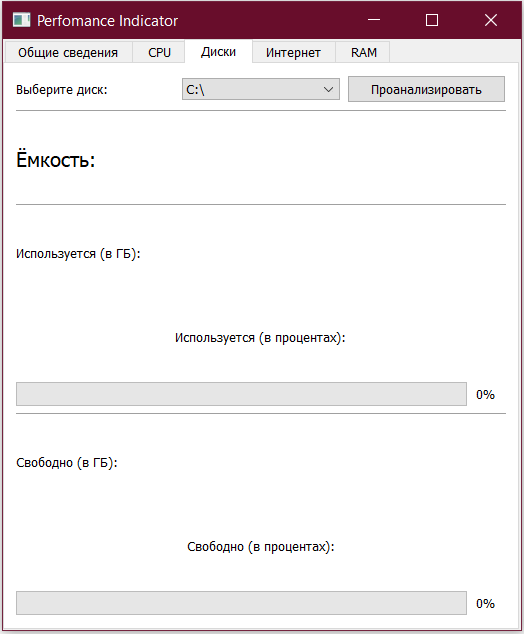 Perfomance Indicator
Общие сведения CPU Диски Интернет RAM
Выберите диск: C:\ Проанализировать
Ёмкость:
Используется (в ГБ):
Используется (в процентах):
0%
Свободно (в ГБ):
Свободно (в процентах):
0%